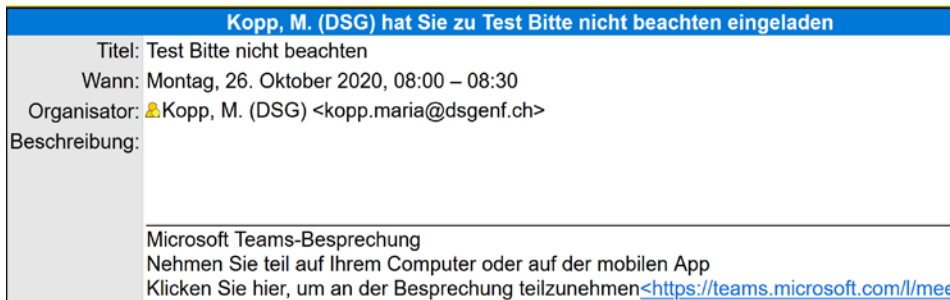 Kopp, M. (DSG) hat Sie zu Test Bitte nicht beachten eingeladen
Titel: Test Bitte nicht beachten
Wann: Montag, 26. Oktober 2020, 08:00 – 08:30
Organisator: Kopp, M. (DSG) <kopp.maria@dsgenf.ch>
Beschreibung:
Microsoft Teams-Besprechung
Nehmen Sie teil auf Ihrem Computer oder auf der mobilen App
Klicken Sie hier, um an der Besprechung teilzunehmen<https://teams.microsoft.com/l/mee